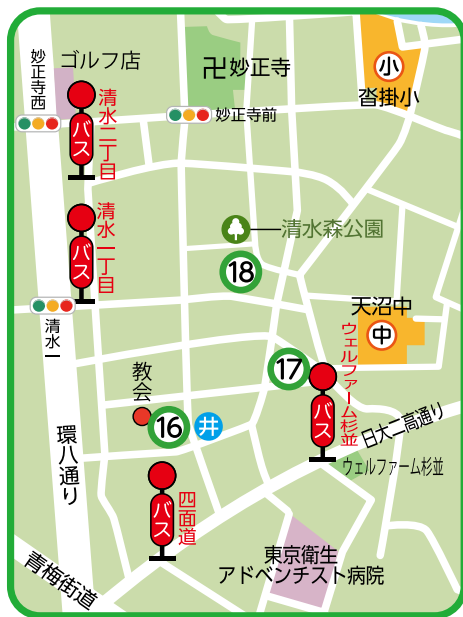 ゴルフ店
妙正寺西
卍妙正寺
小
沓掛小
妙正寺前
バス
清水二丁目
バス
清水一丁目
清水森公園
18
清水一
天沼中
中
17
ウェルファーム杉並
バス
教会
16
井
日大二高通り
ウェルファーム杉並
環八通り
バス
四面道
青梅街道
東京衛生
アドベンチスト病院